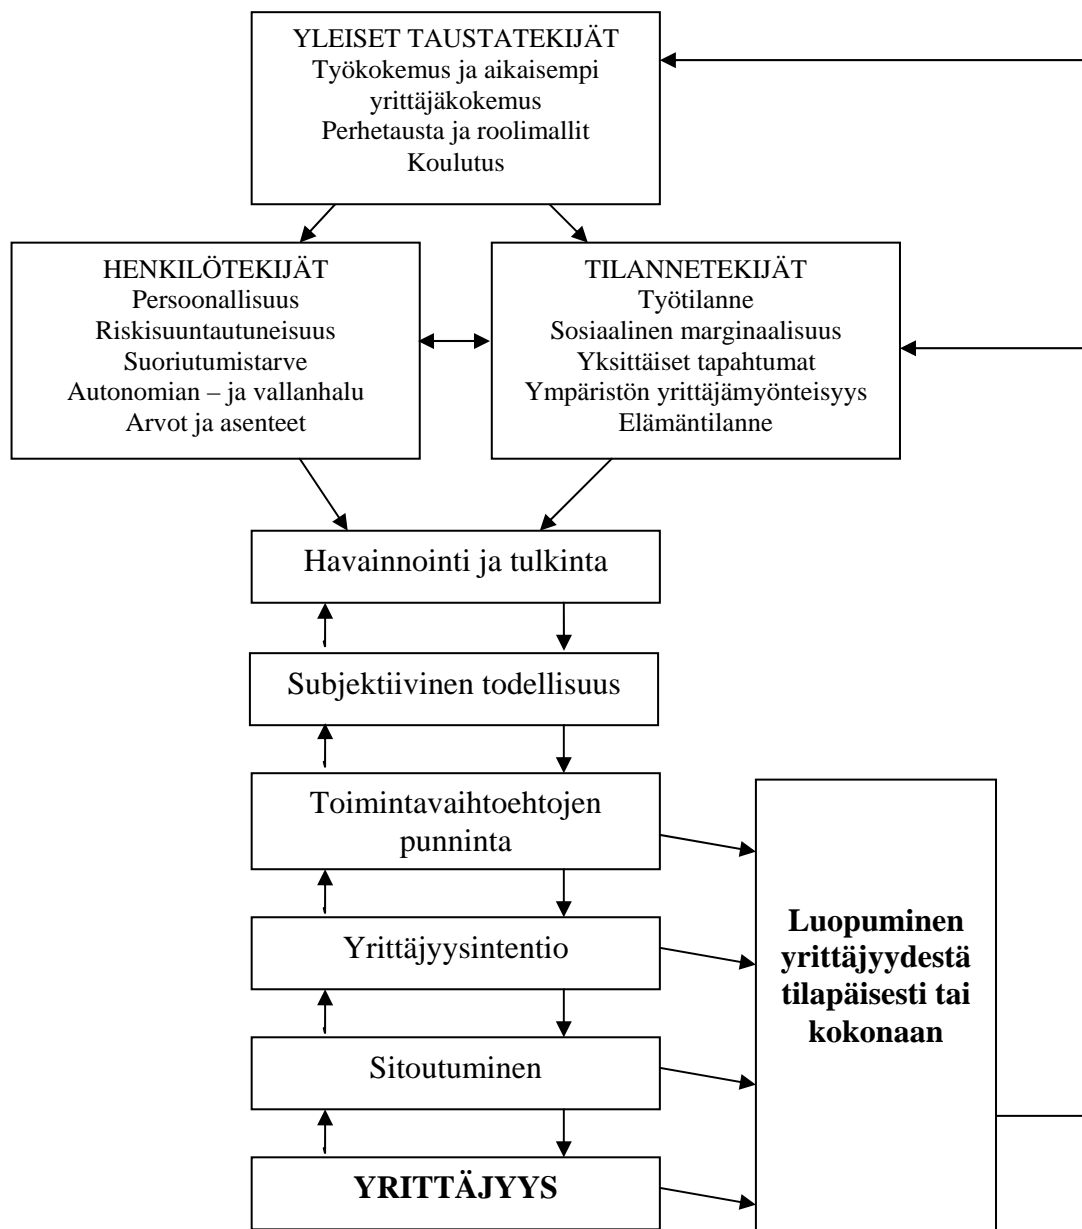 YLEISET TAUSTATEKIJÄT
Työkokemus ja aikaisempi
yrittäjäkokemus
Perhetausta ja roolimallit
Koulutus
HENKILÖTEKIJÄT
Persoonallisuus
Riskisuuntautuneisuus
Suoriutumistarve
Autonomian – ja vallanhalu
Arvot ja asenteet
TILANNETEKIJÄT
Työtilanne
Sosiaalinen marginaalisuus
Yksittäiset tapahtumat
Ympäristön yrittäjämyönteisyys
Elämäntilanne
Havainnointi ja tulkinta
Subjektiivinen todellisuus
Toimintavaihtoehtojen
punninta
Yrittäjyysintentio
Sitoutuminen
YRITTÄJYYS
Luopuminen
yrittäjyydestä
tilapäisesti tai
kokonaan